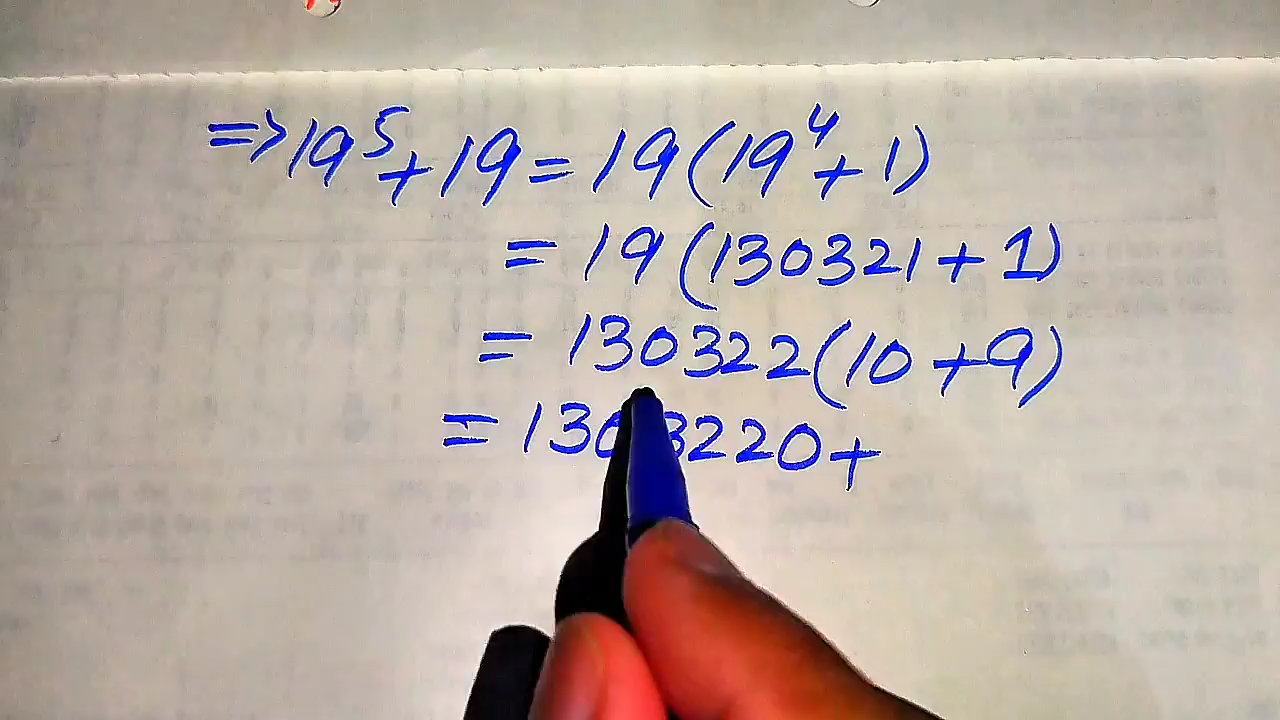 => 19⁵ + 19 = 19(19⁴ + 1)
= 19(130321 + 1)
= 130322(10 + 9)
= 1303220 +